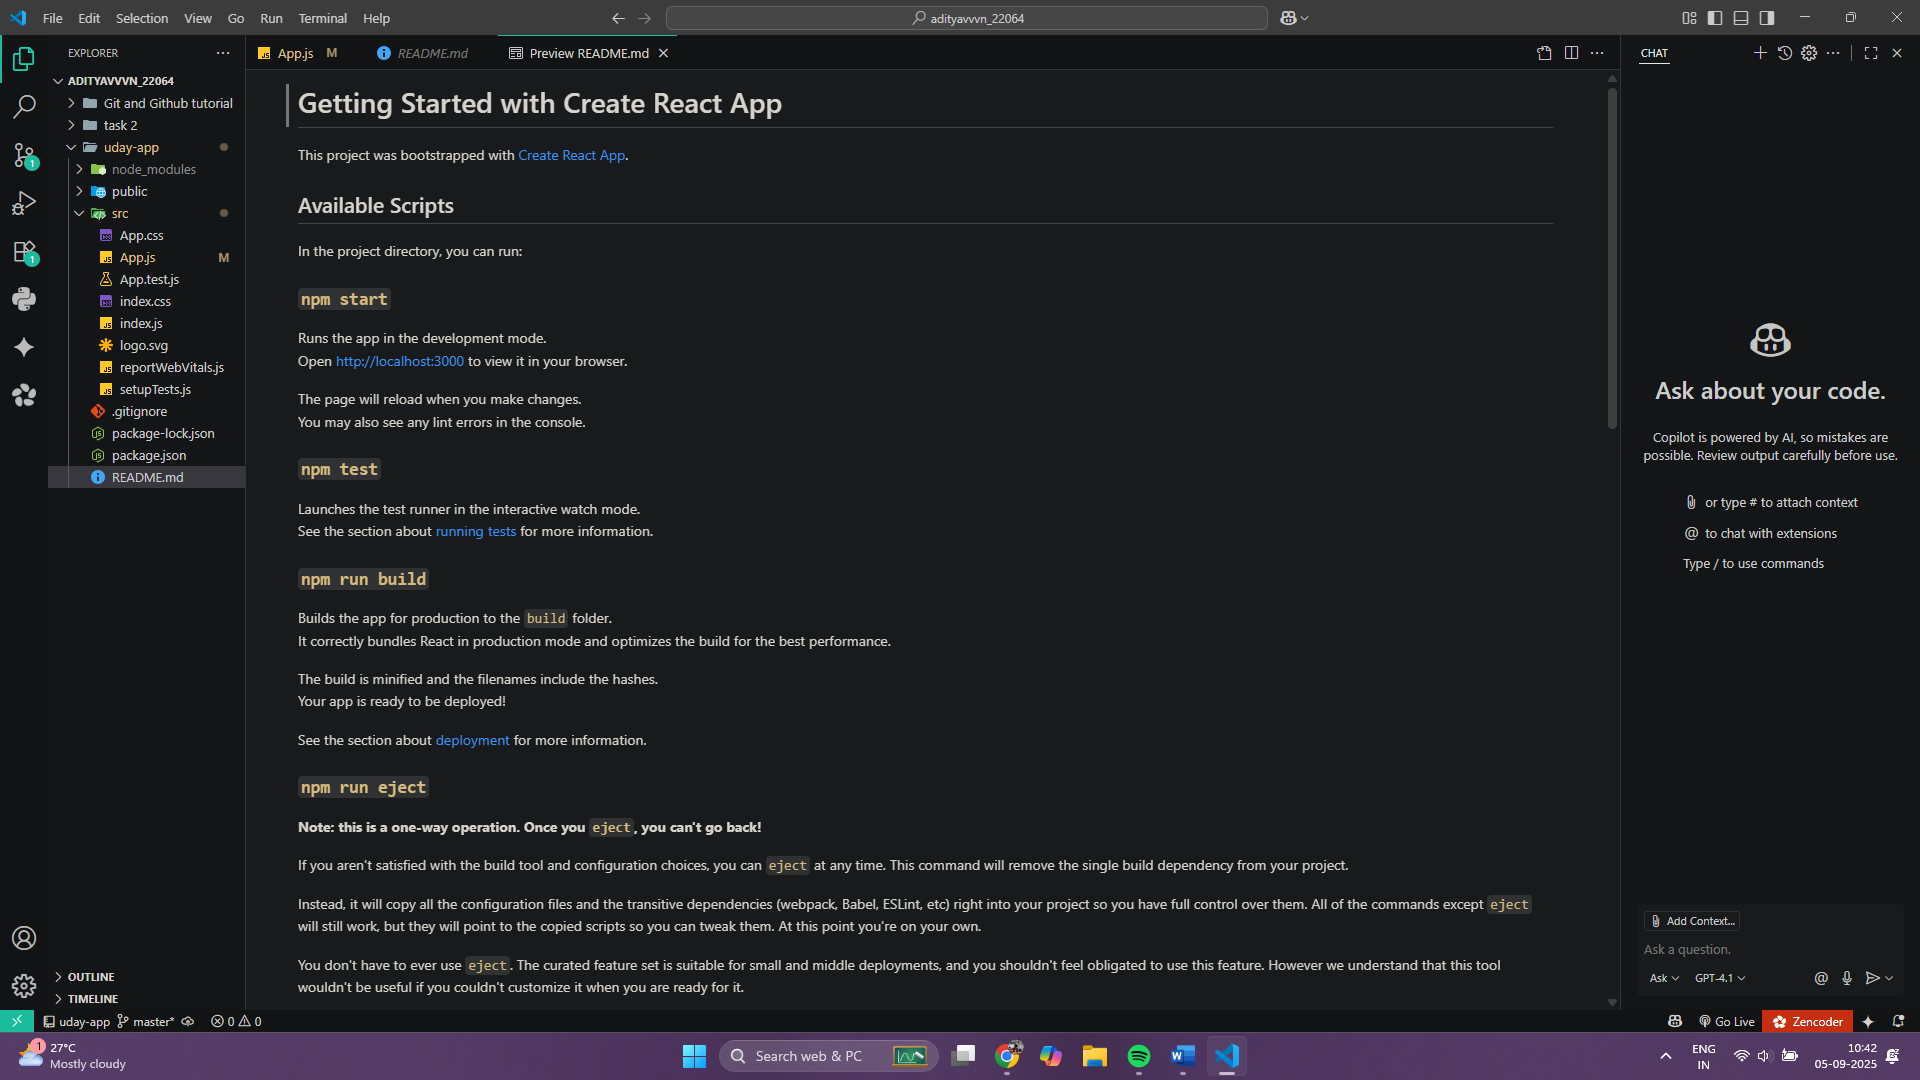 File Edit Selection View Go Run Terminal Help
adityavvvn_22064
EXPLORER
ADITYAVVVN_22064
Git and Github tutorial
task 2
uday-app
node_modules
public
src
App.css
App.js M
App.test.js
index.css
index.js
logo.svg
reportWebVitals.js
setupTests.js
.gitignore
package-lock.json
package.json
README.md
OUTLINE
TIMELINE
1
1
App.js M README.md Preview README.md
Getting Started with Create React App
This project was bootstrapped with Create React App.
Available Scripts
In the project directory, you can run:
npm start
Runs the app in the development mode.
Open http://localhost:3000 to view it in your browser.
The page will reload when you make changes.
You may also see any lint errors in the console.
npm test
Launches the test runner in the interactive watch mode.
See the section about running tests for more information.
npm run build
Builds the app for production to the build folder.
It correctly bundles React in production mode and optimizes the build for the best performance.
The build is minified and the filenames include the hashes.
Your app is ready to be deployed!
See the section about deployment for more information.
npm run eject
Note: this is a one-way operation. Once you eject, you can't go back!
If you aren't satisfied with the build tool and configuration choices, you can eject at any time. This command will remove the single build dependency from your project.
Instead, it will copy all the configuration files and the transitive dependencies (webpack, Babel, ESLint, etc) right into your project so you have full control over them. All of the commands except eject
will still work, but they will point to the copied scripts so you can tweak them. At this point you're on your own.
You don't have to ever use eject. The curated feature set is suitable for small and middle deployments, and you shouldn't feel obligated to use this feature. However we understand that this tool
wouldn't be useful if you couldn't customize it when you are ready for it.
CHAT
Ask about your code.
Copilot is powered by AI, so mistakes are
possible. Review output carefully before use.
or type # to attach context
@ to chat with extensions
Type / to use commands
Add Context...
Ask a question.
Ask GPT-4.1 @
uday-app master* 0 0
Go Live Zencoder
1
27°C
Mostly cloudy
Search web & PC
ENG
IN
10:42
05-09-2025